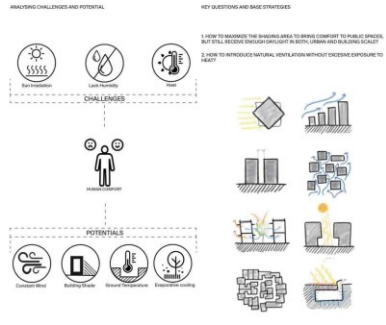 ANALYSING CHALLENGES AND POTENTIAL
KEY QUESTIONS AND BASE STRATEGIES
1. HOW TO MAXIMIZE THE SHADING AREA TO BRING COMFORT TO PUBLIC SPACES,
BUT STILL RECEIVE ENOUGH DAYLIGHT IN BOTH, URBAN AND BUILDING SCALE?
2. HOW TO INTRODUCE NATURAL VENTILATION WITHOUT EXCESIVE EXPOSURE TO
HEAT?
Sun Irradiation
Lack Humidity
Heat
CHALLENGES
HUMAN COMFORT
POTENTIALS
Constant Wind
Building Shade
Ground Temperature
Evaporative cooling